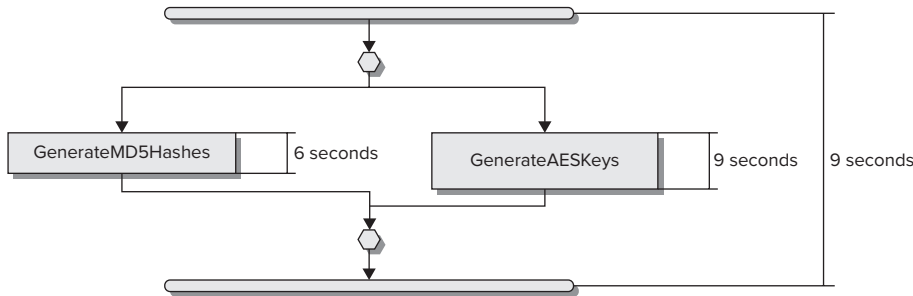 GenerateMD5Hashes
6 seconds
GenerateAESKeys
9 seconds
9 seconds